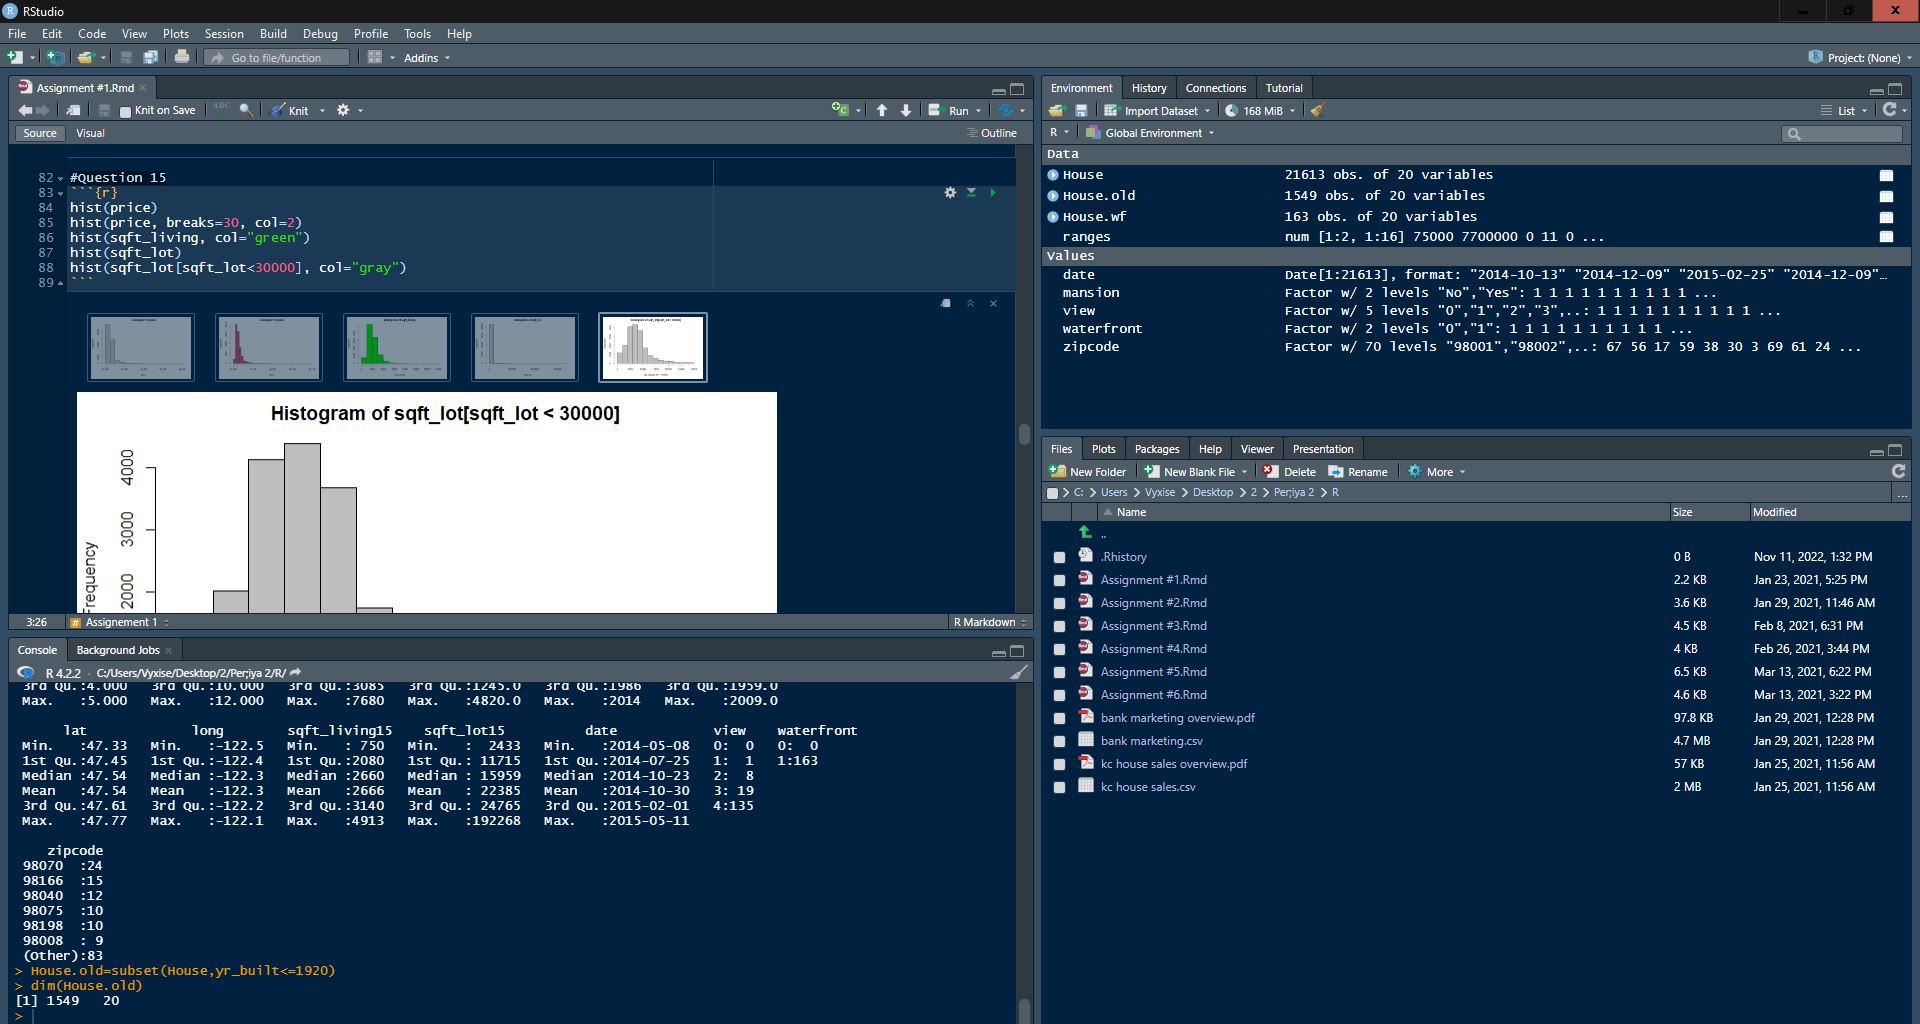 RStudio
File Edit Code View Plots Session Build Debug Profile Tools Help
Go to file/function Addins Project: (None)
Assignment #1.Rmd
Knit on Save ABC Knit Run
Source Visual Outline
82 #Question 15
83 ```{r}
84 hist(price)
85 hist(price, breaks=30, col=2)
86 hist(sqft_living, col="green")
87 hist(sqft_lot)
88 hist(sqft_lot[sqft_lot<30000], col="gray")
89 ```
Histogram of sqft_lot[sqft_lot < 30000]
Frequency
4000
3000
2000
3:26 # Assignement 1 R Markdown
Console Background Jobs
R 4.2.2 · C:/Users/Vyxise/Desktop/2/Per;iya 2/R/
3rd Qu.:4.000 3rd Qu.:10.000 3rd Qu.:3085 3rd Qu.:1245.0 3rd Qu.:1986 3rd Qu.:1959.0
Max. :5.000 Max. :12.000 Max. :7680 Max. :4820.0 Max. :2014 Max. :2009.0
lat long sqft_living15 sqft_lot15 date view waterfront
Min. :47.33 Min. :-122.5 Min. : 750 Min. : 2433 Min. :2014-05-08 0: 0 0: 0
1st Qu.:47.45 1st Qu.:-122.4 1st Qu.:2080 1st Qu.: 11715 1st Qu.:2014-07-25 1: 1 1:163
Median :47.54 Median :-122.3 Median :2660 Median : 15959 Median :2014-10-23 2: 8
Mean :47.54 Mean :-122.3 Mean :2666 Mean : 22385 Mean :2014-10-30 3: 19
3rd Qu.:47.61 3rd Qu.:-122.2 3rd Qu.:3140 3rd Qu.: 24765 3rd Qu.:2015-02-01 4:135
Max. :47.77 Max. :-122.1 Max. :4913 Max. :192268 Max. :2015-05-11
zipcode
98070 :24
98166 :15
98040 :12
98075 :10
98198 :10
98008 : 9
(Other):83
> House.old=subset(House,yr_built<=1920)
> dim(House.old)
[1] 1549 20
>
Environment History Connections Tutorial
Import Dataset 168 MiB List
R Global Environment
Data
House 21613 obs. of 20 variables
House.old 1549 obs. of 20 variables
House.wf 163 obs. of 20 variables
ranges num [1:2, 1:16] 75000 7700000 0 11 0 ...
Values
date Date[1:21613], format: "2014-10-13" "2014-12-09" "2015-02-25" "2014-12-09"…
mansion Factor w/ 2 levels "No","Yes": 1 1 1 1 1 1 1 1 1 1 ...
view Factor w/ 5 levels "0","1","2","3",..: 1 1 1 1 1 1 1 1 1 1 ...
waterfront Factor w/ 2 levels "0","1": 1 1 1 1 1 1 1 1 1 1 ...
zipcode Factor w/ 70 levels "98001","98002",..: 67 56 17 59 38 30 3 69 61 24 ...
Files Plots Packages Help Viewer Presentation
New Folder New Blank File Delete Rename More
C: > Users > Vyxise > Desktop > 2 > Per;iya 2 > R ...
Name Size Modified
..
.Rhistory 0 B Nov 11, 2022, 1:32 PM
Assignment #1.Rmd 2.2 KB Jan 23, 2021, 5:25 PM
Assignment #2.Rmd 3.6 KB Jan 29, 2021, 11:46 AM
Assignment #3.Rmd 4.5 KB Feb 8, 2021, 6:31 PM
Assignment #4.Rmd 4 KB Feb 26, 2021, 3:44 PM
Assignment #5.Rmd 6.5 KB Mar 13, 2021, 6:22 PM
Assignment #6.Rmd 4.6 KB Mar 13, 2021, 3:22 PM
bank marketing overview.pdf 97.8 KB Jan 29, 2021, 12:28 PM
bank marketing.csv 4.7 MB Jan 29, 2021, 12:28 PM
kc house sales overview.pdf 57 KB Jan 25, 2021, 11:56 AM
kc house sales.csv 2 MB Jan 25, 2021, 11:56 AM